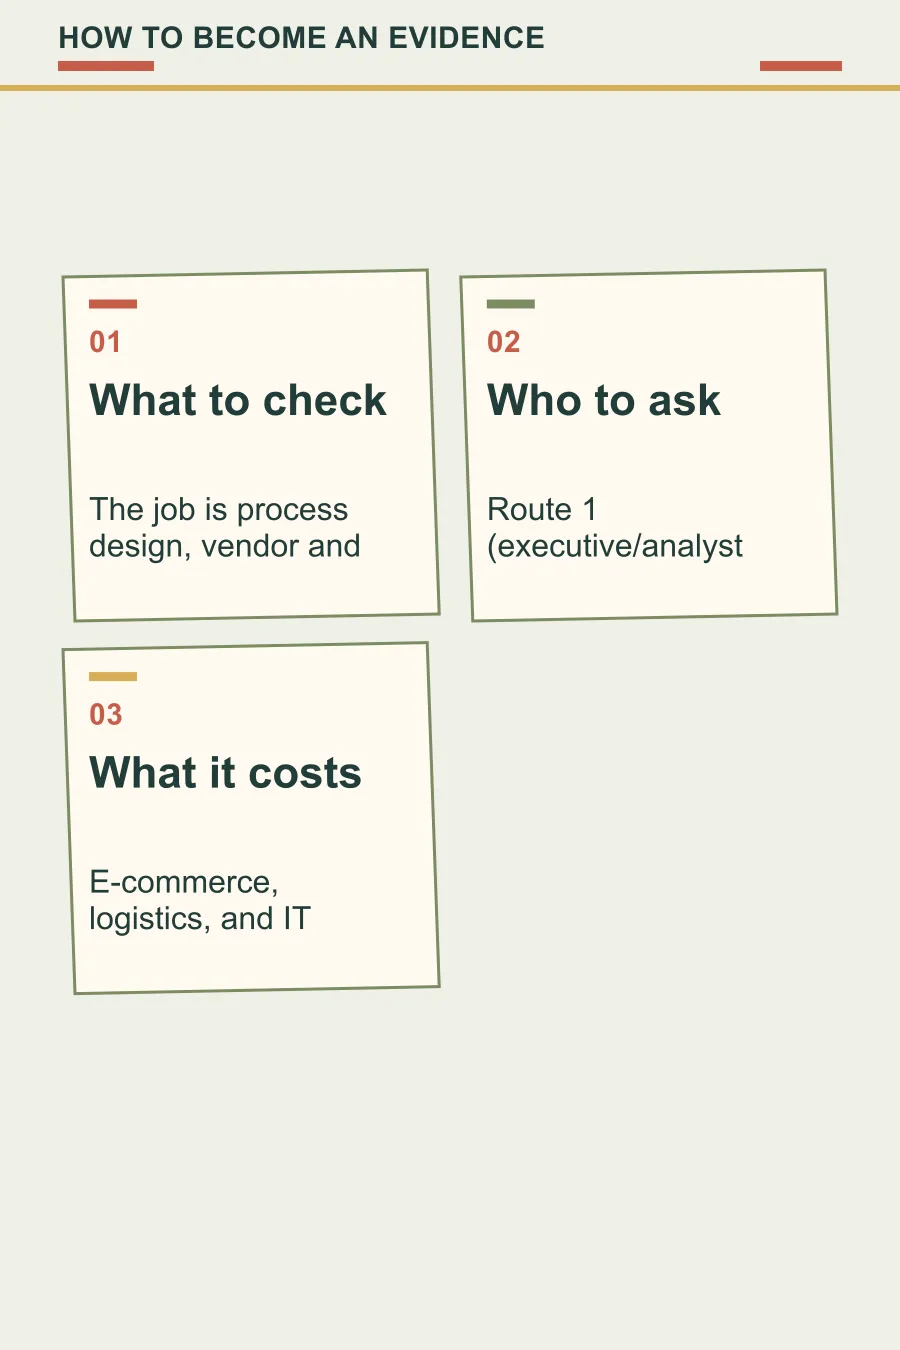 HOW TO BECOME AN EVIDENCE
01
What to check
The job is process
design, vendor and
02
Who to ask
Route 1
(executive/analyst
03
What it costs
E-commerce,
logistics, and IT